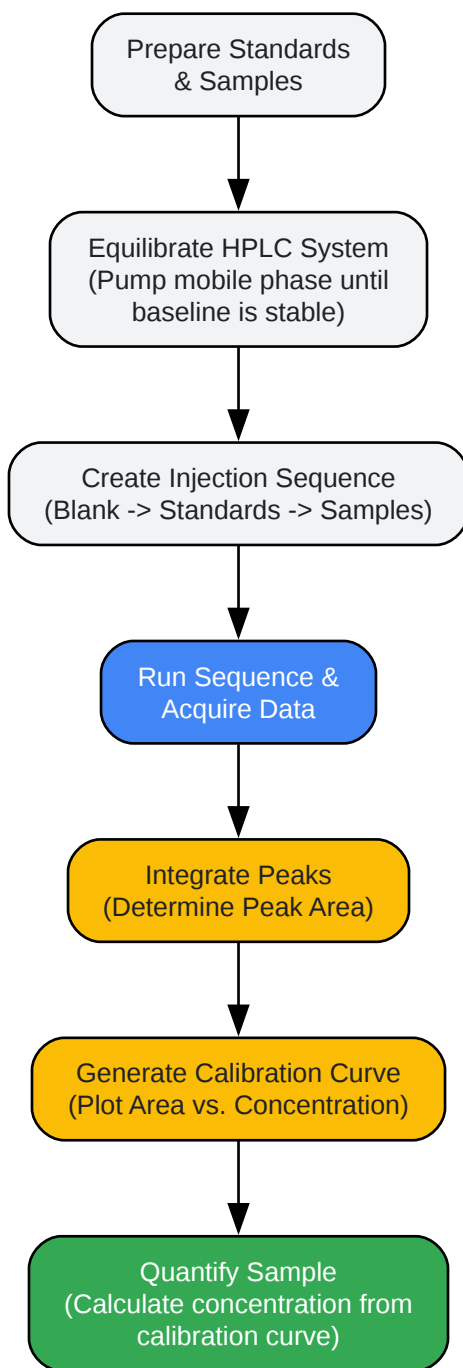 Prepare Standards
& Samples
Equilibrate HPLC System
(Pump mobile phase until
baseline is stable)
Create Injection Sequence
(Blank -> Standards -> Samples)
Run Sequence &
Acquire Data
Integrate Peaks
(Determine Peak Area)
Generate Calibration Curve
(Plot Area vs. Concentration)
Quantify Sample
(Calculate concentration from
calibration curve)